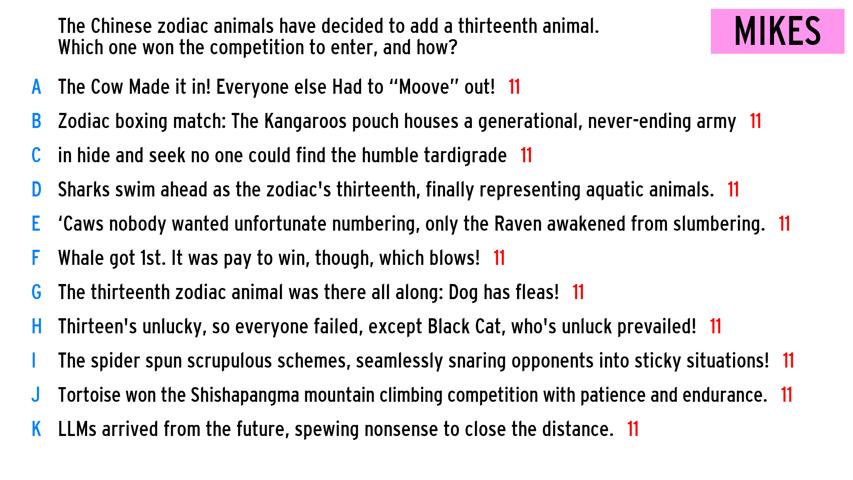 The Chinese zodiac animals have decided to add a thirteenth animal.
MIKES
Which one won the competition to enter, and how?
A The Cow Made it in! Everyone else Had to “Moove” out! 11
B Zodiac boxing match: The Kangaroos pouch houses a generational, never-ending army 11
C in hide and seek no one could find the humble tardigrade 11
D Sharks swim ahead as the zodiac's thirteenth, finally representing aquatic animals. 11
E ‘Caws nobody wanted unfortunate numbering, only the Raven awakened from slumbering. 11
F Whale got 1st. It was pay to win, though, which blows! 11
G The thirteenth zodiac animal was there all along: Dog has fleas! 11
H Thirteen's unlucky, so everyone failed, except Black Cat, who's unluck prevailed! 11
I The spider spun scrupulous schemes, seamlessly snaring opponents into sticky situations! 11
J Tortoise won the Shishapangma mountain climbing competition with patience and endurance. 11
K LLMs arrived from the future, spewing nonsense to close the distance. 11